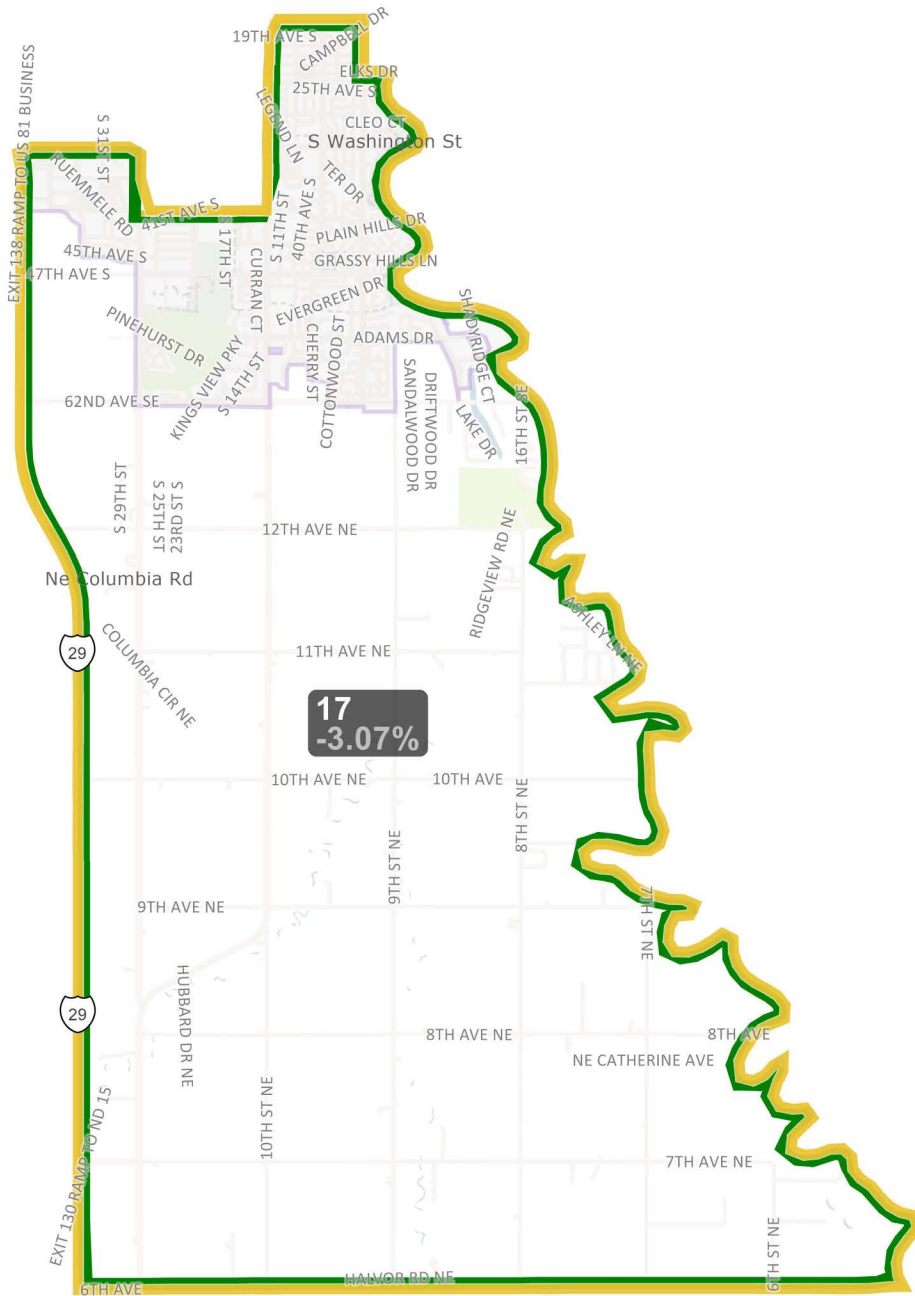 19TH AVE S
CAMPBELL DR
ELKS DR
25TH AVE S
LEGEND LN
CLEO CT
S Washington St
EXIT 138 RAMP TO US 81 BUSINESS
S 31ST ST
RUEMMELE RD
TER DR
41ST AVE S
S 17TH ST
S 11TH ST
40TH AVE S
PLAIN HILLS DR
45TH AVE S
CURRAN CT
GRASSY HILLS LN
47TH AVE S
EVERGREEN DR
SHADYRIDGE CT
PINEHURST DR
ADAMS DR
KINGS VIEW PKY
S 14TH ST
CHERRY ST
COTTONWOOD ST
SANDALWOOD DR
DRIFTWOOD DR
LAKE DR
16TH ST SE
62ND AVE SE
S 29TH ST
S 25TH ST
23RD ST S
12TH AVE NE
RIDGEVIEW RD NE
Ne Columbia Rd
ASHLEY LN NE
29
COLUMBIA CIR NE
11TH AVE NE
17
-3.07%
10TH AVE NE
10TH AVE
8TH ST NE
9TH ST NE
9TH AVE NE
7TH ST NE
29
HUBBARD DR NE
8TH AVE NE
8TH AVE
NE CATHERINE AVE
10TH ST NE
EXIT 130 RAMP TO ND 15
7TH AVE NE
6TH ST NE
6TH AVE
HALVOR RD NE